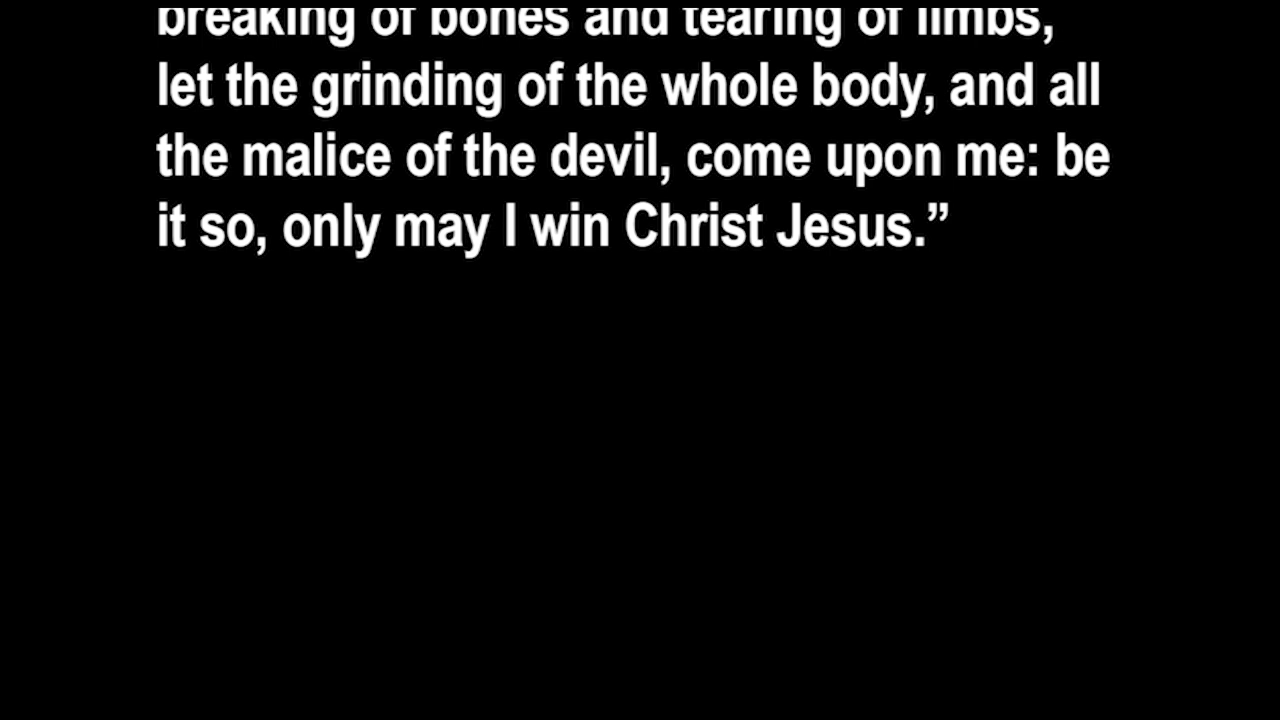 breaking of bones and tearing of limbs,
let the grinding of the whole body, and all
the malice of the devil, come upon me: be
it so, only may I win Christ Jesus.”